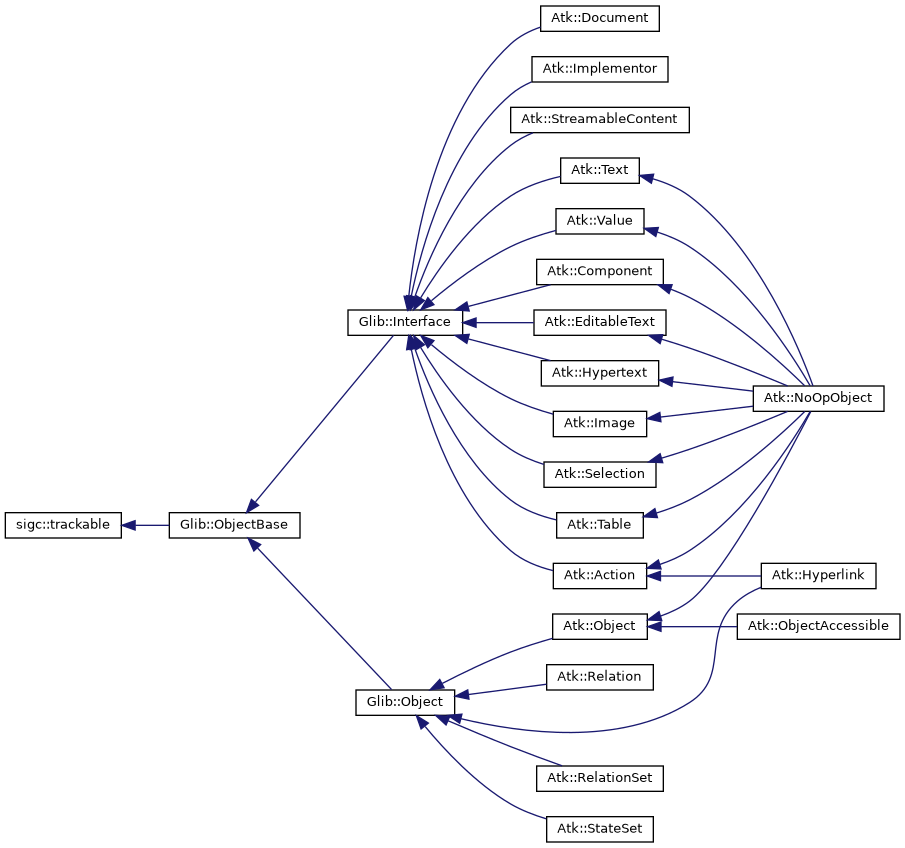 Atk::Document
Atk::Implementor
Atk::StreamableContent
Atk::Text
Atk::Value
Atk::Component
Glib::Interface
Atk::EditableText
Atk::Hypertext
Atk::NoOpObject
Atk::Image
Atk::Selection
sigc::trackable
Glib::ObjectBase
Atk::Table
Atk::Action
Atk::Hyperlink
Atk::Object
Atk::ObjectAccessible
Atk::Relation
Glib::Object
Atk::RelationSet
Atk::StateSet